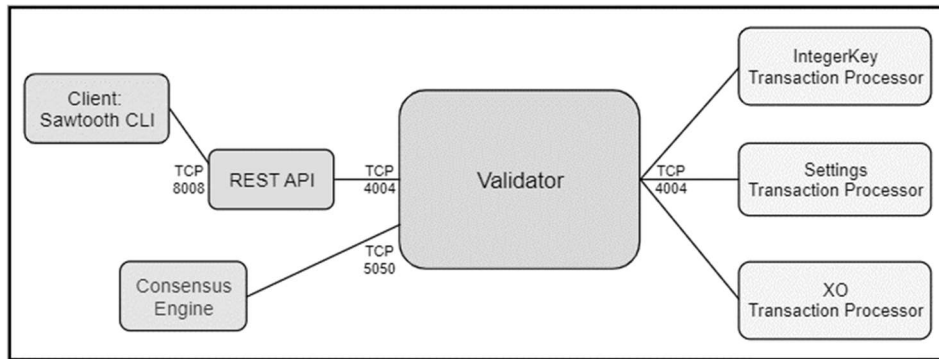 Client:
Sawtooth CLI
TCP
8008
REST API
TCP
4004
Validator
TCP
5050
Consensus
Engine
TCP
4004
IntegerKey
Transaction Processor
Settings
Transaction Processor
XO
Transaction Processor